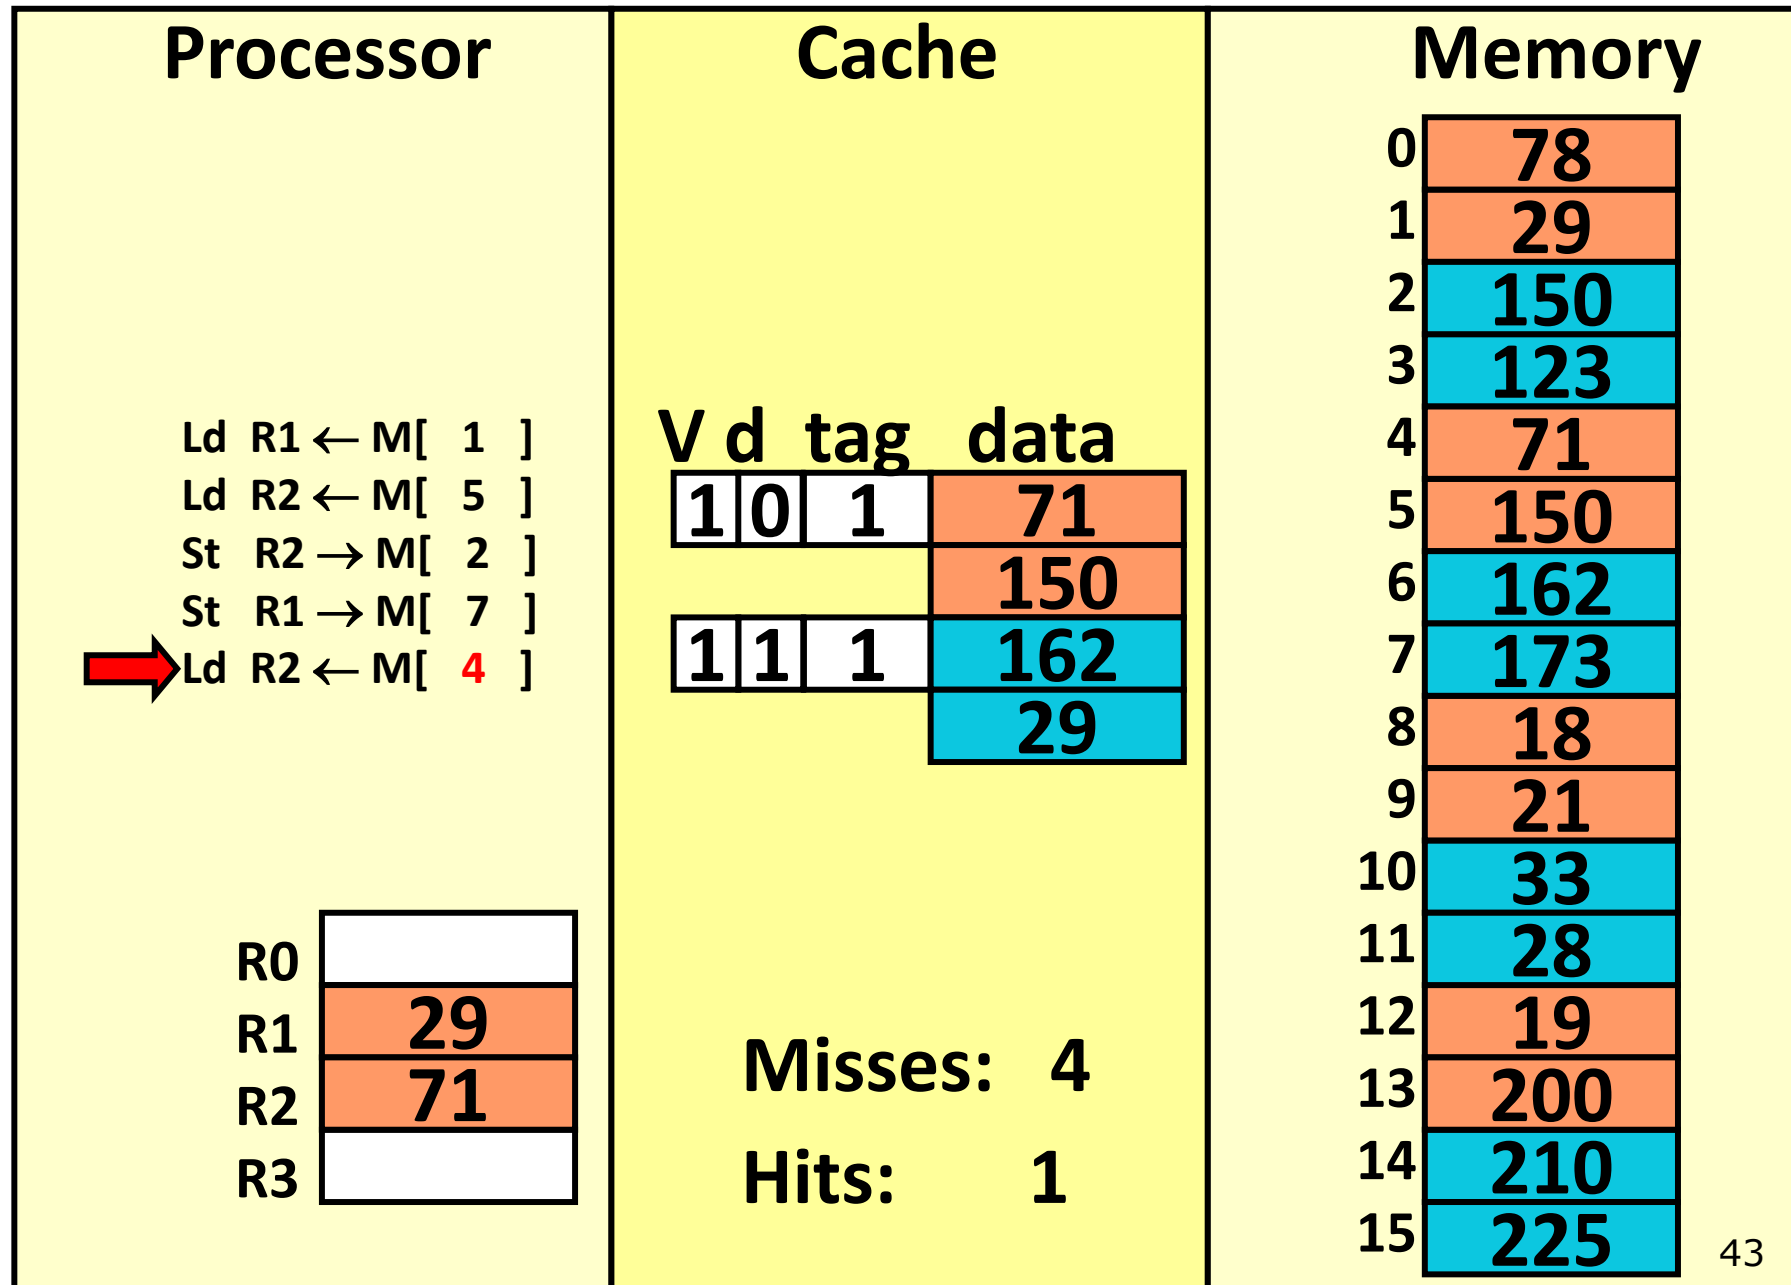 Processor
Ld R1 ← M[ 1 ]
Ld R2 ← M[ 5 ]
St R2 → M[ 2 ]
St R1 → M[ 7 ]
Ld R2 ← M[ 4 ]
R0
R1 29
R2 71
R3
Cache
V d tag data
1 0 1 71
150
1 1 1 162
29
Misses: 4
Hits: 1
Memory
0 78
1 29
2 150
3 123
4 71
5 150
6 162
7 173
8 18
9 21
10 33
11 28
12 19
13 200
14 210
15 225
43